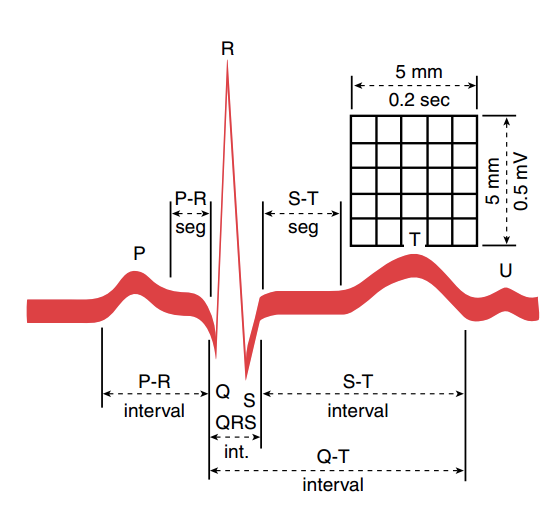 R
5 mm
0.2 sec
5 mm
0.5 mV
P-R
seg
S-T
seg
P
T
U
P-R
interval
Q
S
QRS
int.
S-T
interval
Q-T
interval